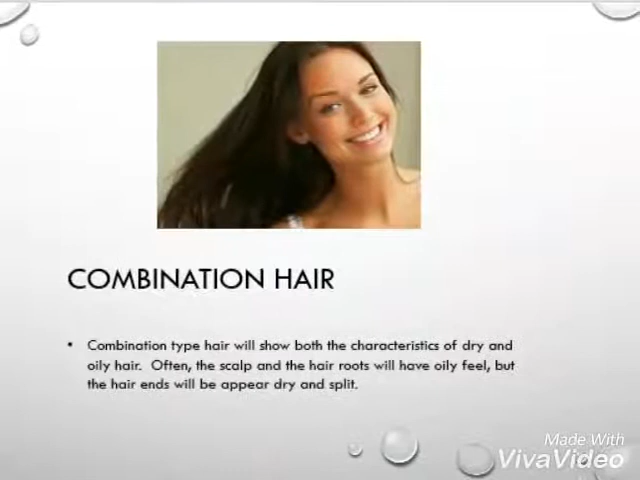 COMBINATION HAIR
• Combination type hair will show both the characteristics of dry and
oily hair. Often, the scalp and the hair roots will have oily feel, but
the hair ends will be appear dry and split.
Made With
VivaVideo